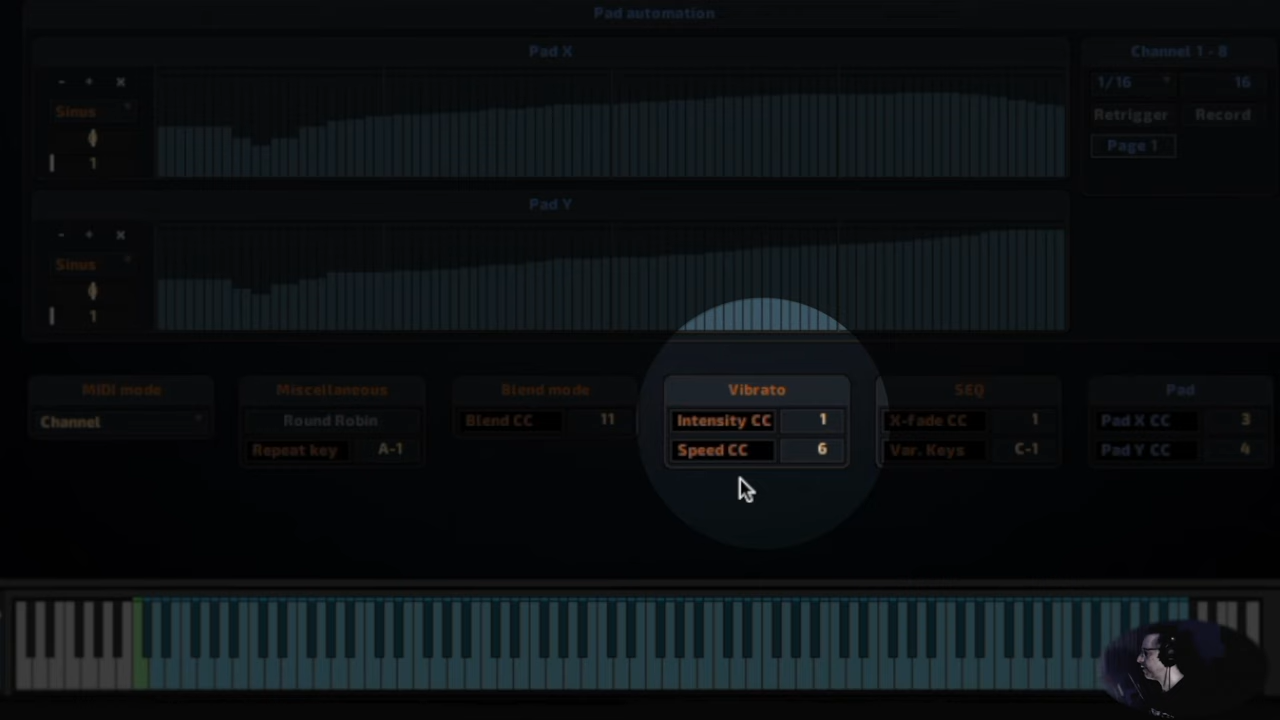 Pad automation
Pad X
Channel 1 - 8
- + x
1/16 16
Sinus
Retrigger Record
1
Page 1
Pad Y
- + x
Sinus
1
MIDI mode Miscellaneous Blend mode Vibrato SEQ Pad
Channel Round Robin Blend CC 11 Intensity CC 1 X-fade CC 1 Pad X CC 3
Repeat key A-1 Speed CC 6 Var. Keys C-1 Pad Y CC 4